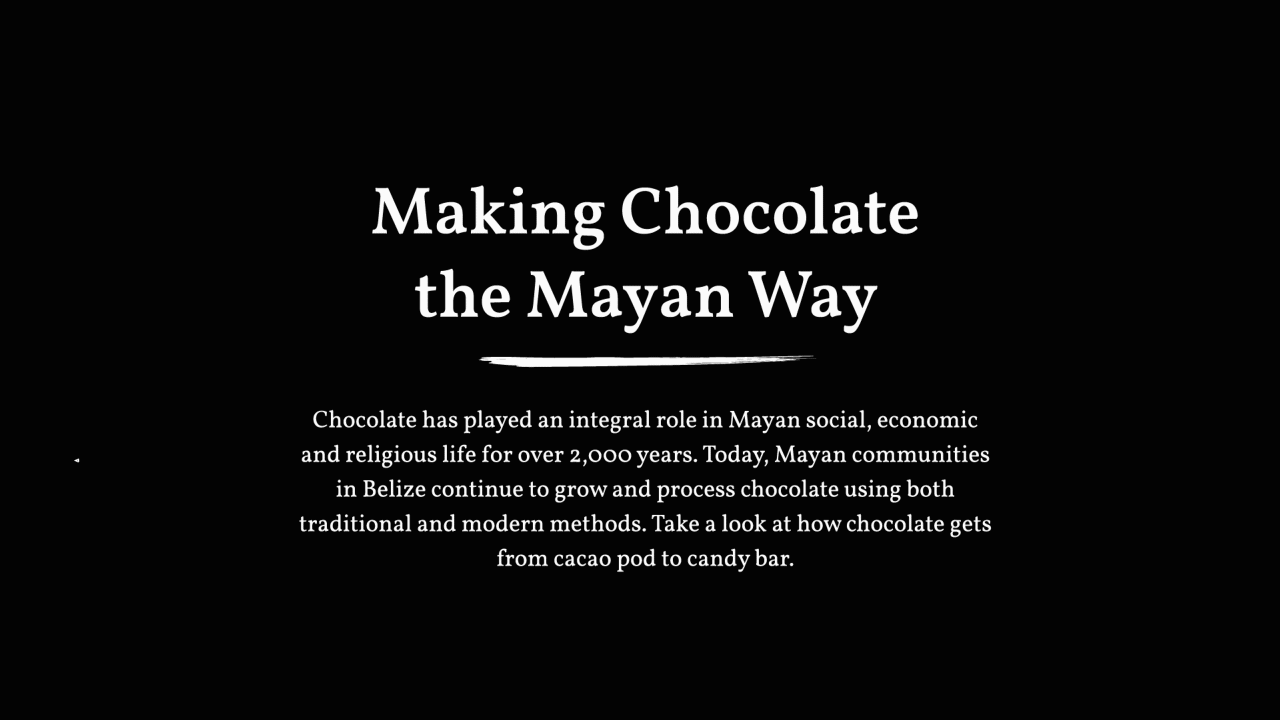 Making Chocolate
the Mayan Way
Chocolate has played an integral role in Mayan social, economic
and religious life for over 2,000 years. Today, Mayan communities
in Belize continue to grow and process chocolate using both
traditional and modern methods. Take a look at how chocolate gets
from cacao pod to candy bar.